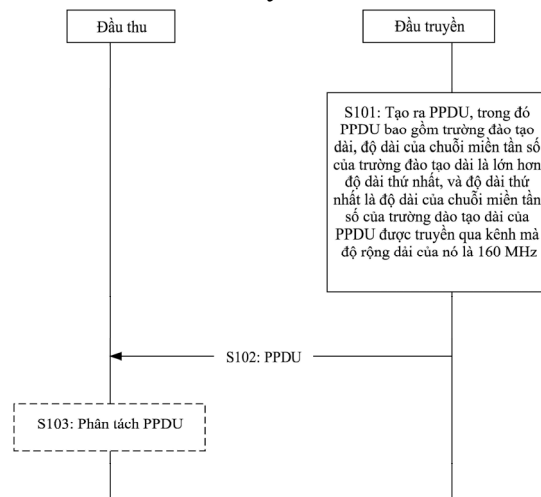 Đầu thu
Đầu truyền
S101: Tạo ra PPDU, trong đó
PPDU bao gồm trường đào tạo
dài, độ dài của chuỗi miền tần số
của trường đào tạo dài là lớn hơn
độ dài thứ nhất, và độ dài thứ
nhất là độ dài của chuỗi miền tần
số của trường đào tạo dài của
PPDU được truyền qua kênh mà
độ rộng dải của nó là 160 MHz
S102: PPDU
S103: Phân tách PPDU